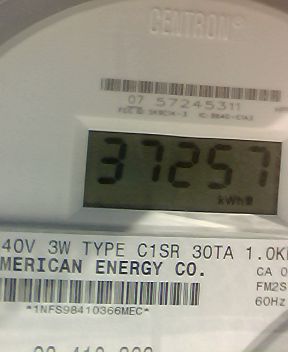 CENTRON®
07 57245311
37257
kWh
40V 3W TYPE C1SR 30TA 1.0K
MERICAN ENERGY CO.
CA 0
FM2S
60Hz
*1NFS98410366MEC*